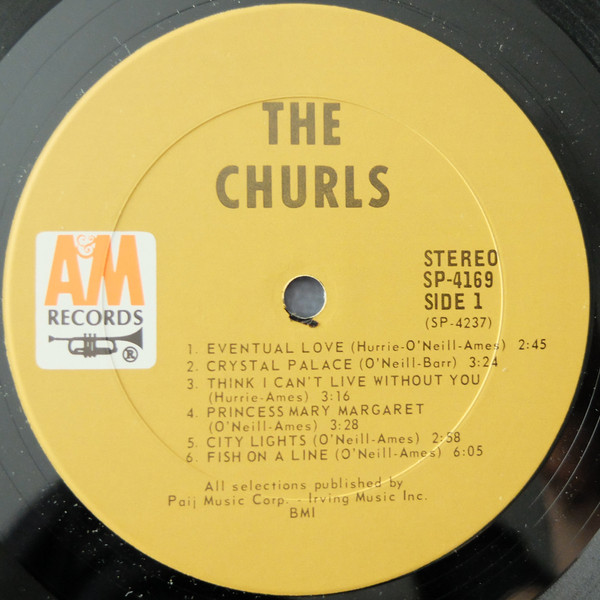 THE
CHURLS
A&M
RECORDS
®
STEREO
SP-4169
SIDE 1
(SP-4237)
1. EVENTUAL LOVE (Hurrie-O'Neill-Ames) 2:45
2. CRYSTAL PALACE (O'Neill-Barr) 3:24
3. THINK I CAN'T LIVE WITHOUT YOU
(Hurrie-Ames) 3:16
4. PRINCESS MARY MARGARET
(O'Neill-Ames) 3:28
5. CITY LIGHTS (O'Neill-Ames) 2:58
6. FISH ON A LINE (O'Neill-Ames) 6:05
All selections published by
Paij Music Corp. - Irving Music Inc.
BMI